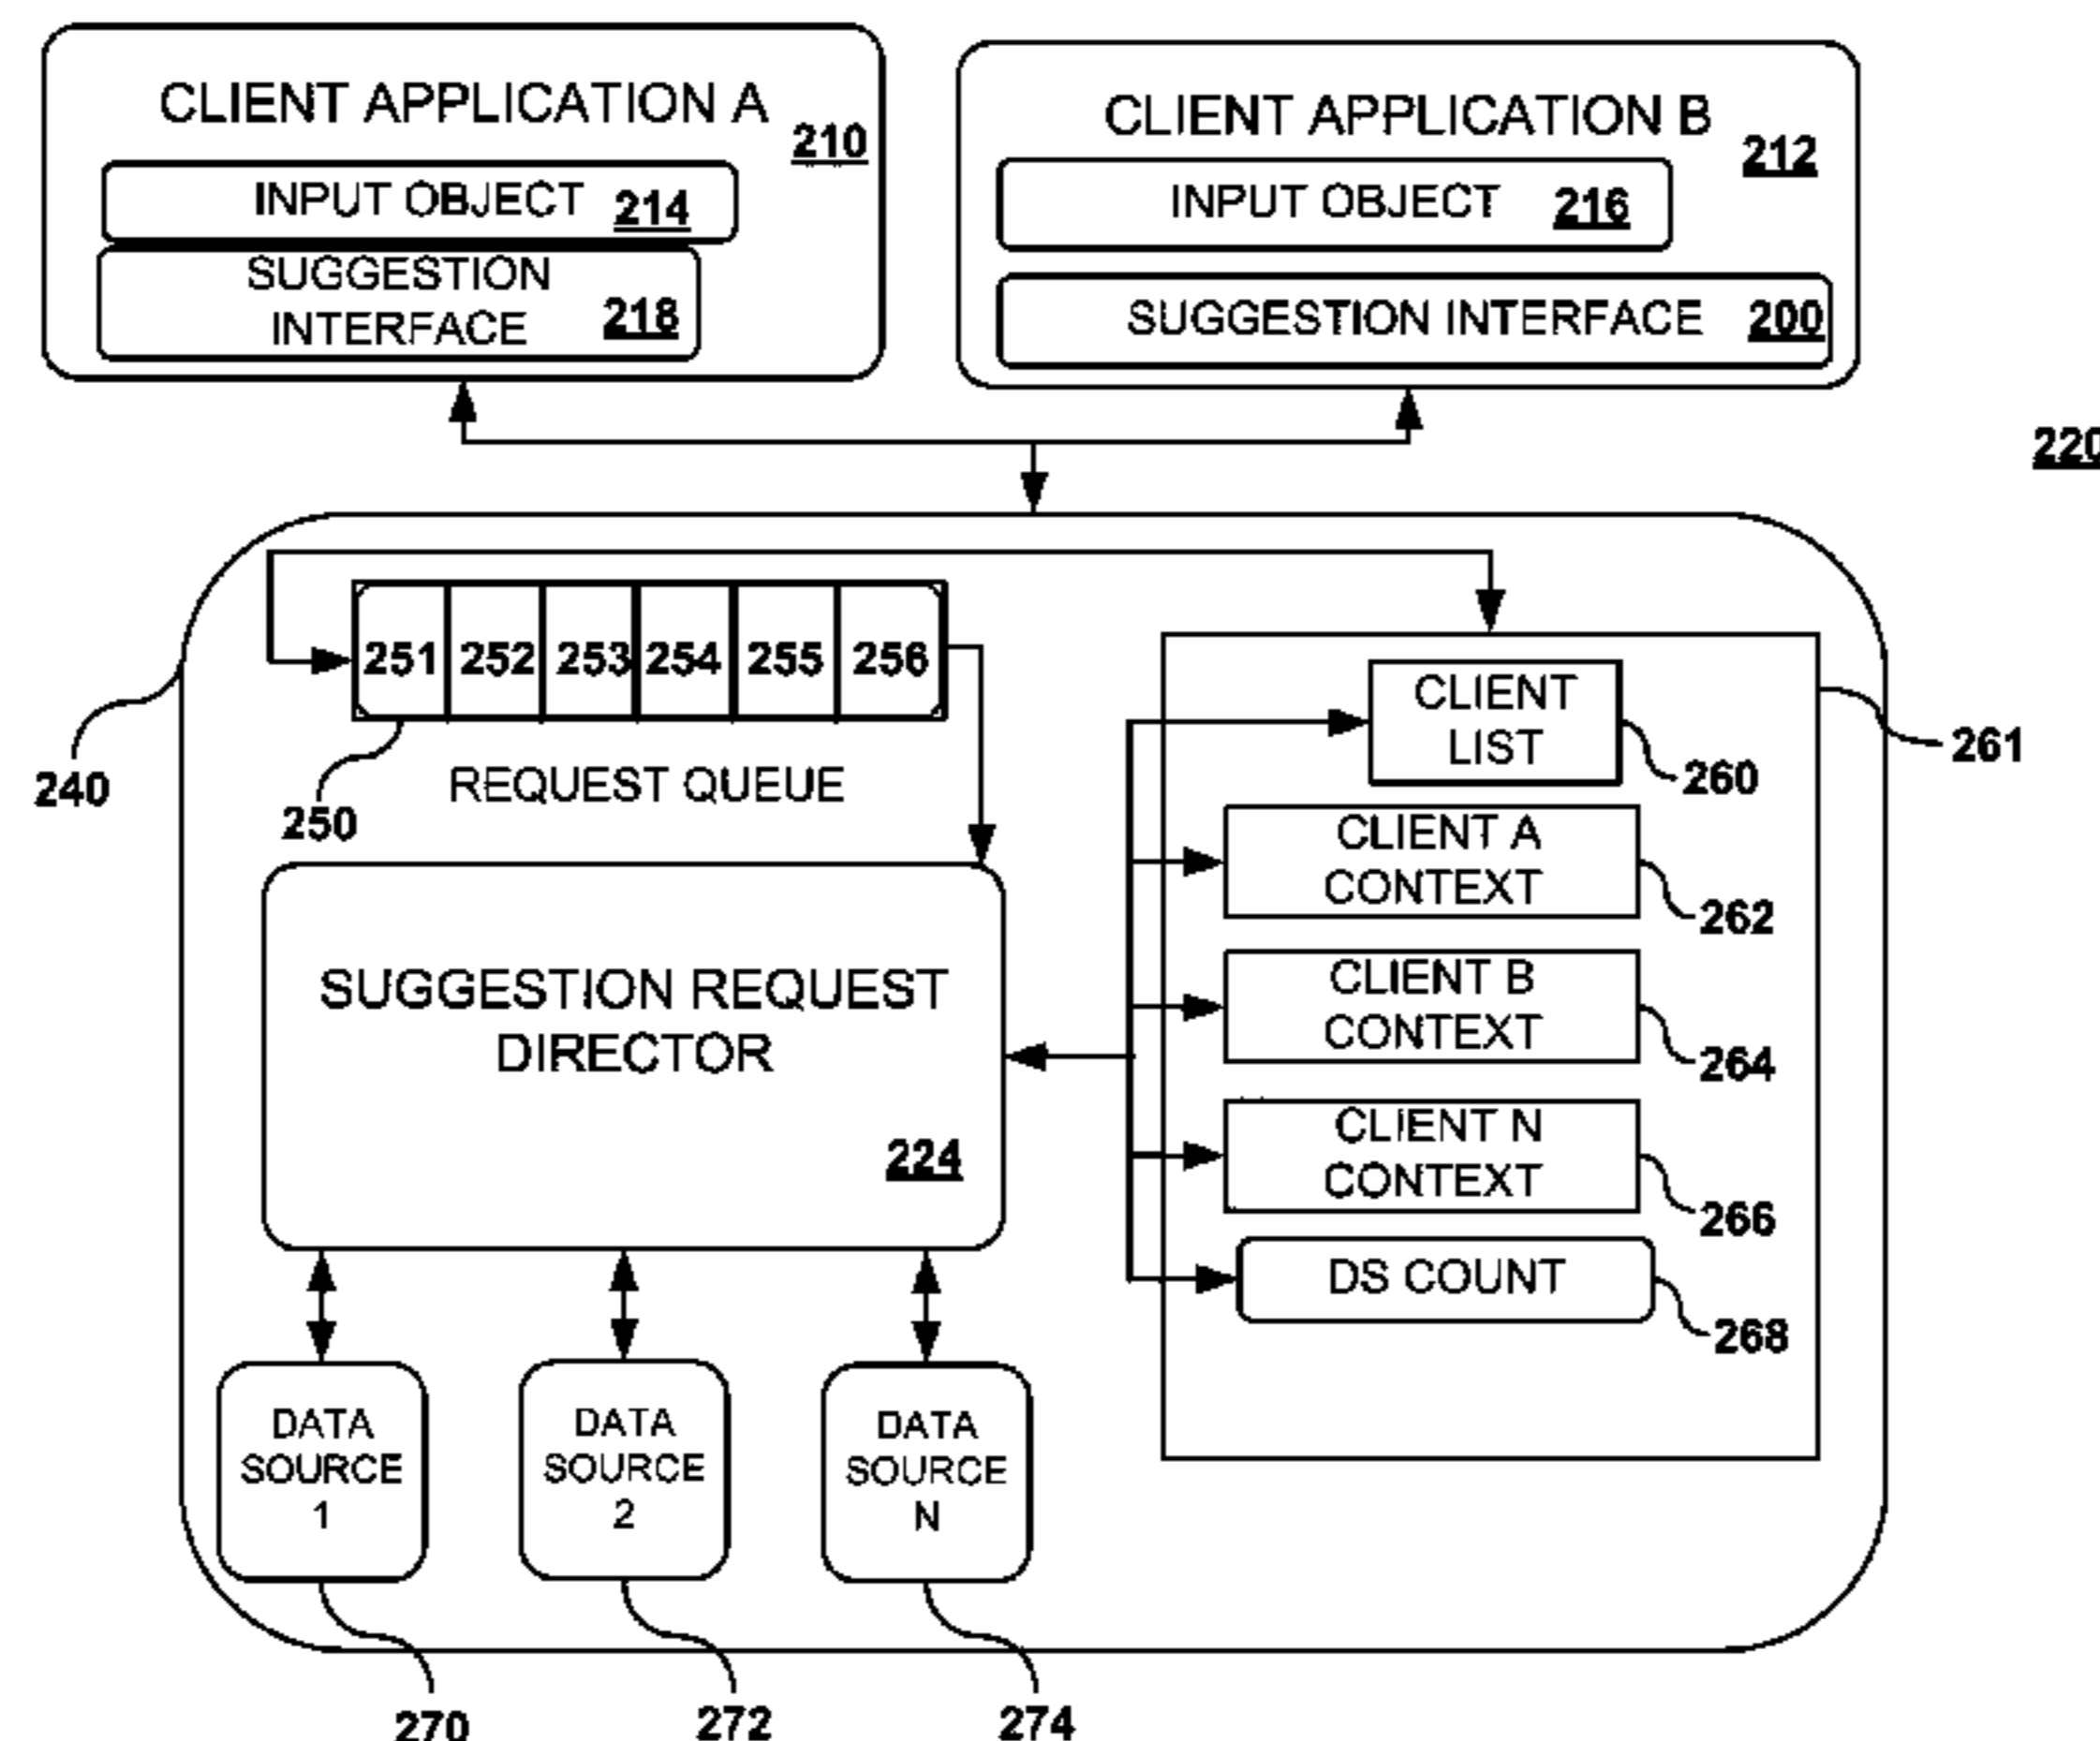 CLIENT APPLICATION A
210
INPUT OBJECT 214
SUGGESTION
INTERFACE 218
CLIENT APPLICATION B
212
INPUT OBJECT 216
SUGGESTION INTERFACE 200
220
251 252 253 254 255 256
REQUEST QUEUE
240
250
CLIENT
LIST
260
261
CLIENT A
CONTEXT
262
CLIENT B
CONTEXT
264
CLIENT N
CONTEXT
266
DS COUNT
268
SUGGESTION REQUEST
DIRECTOR
224
DATA
SOURCE
1
DATA
SOURCE
2
DATA
SOURCE
N
270
272
274